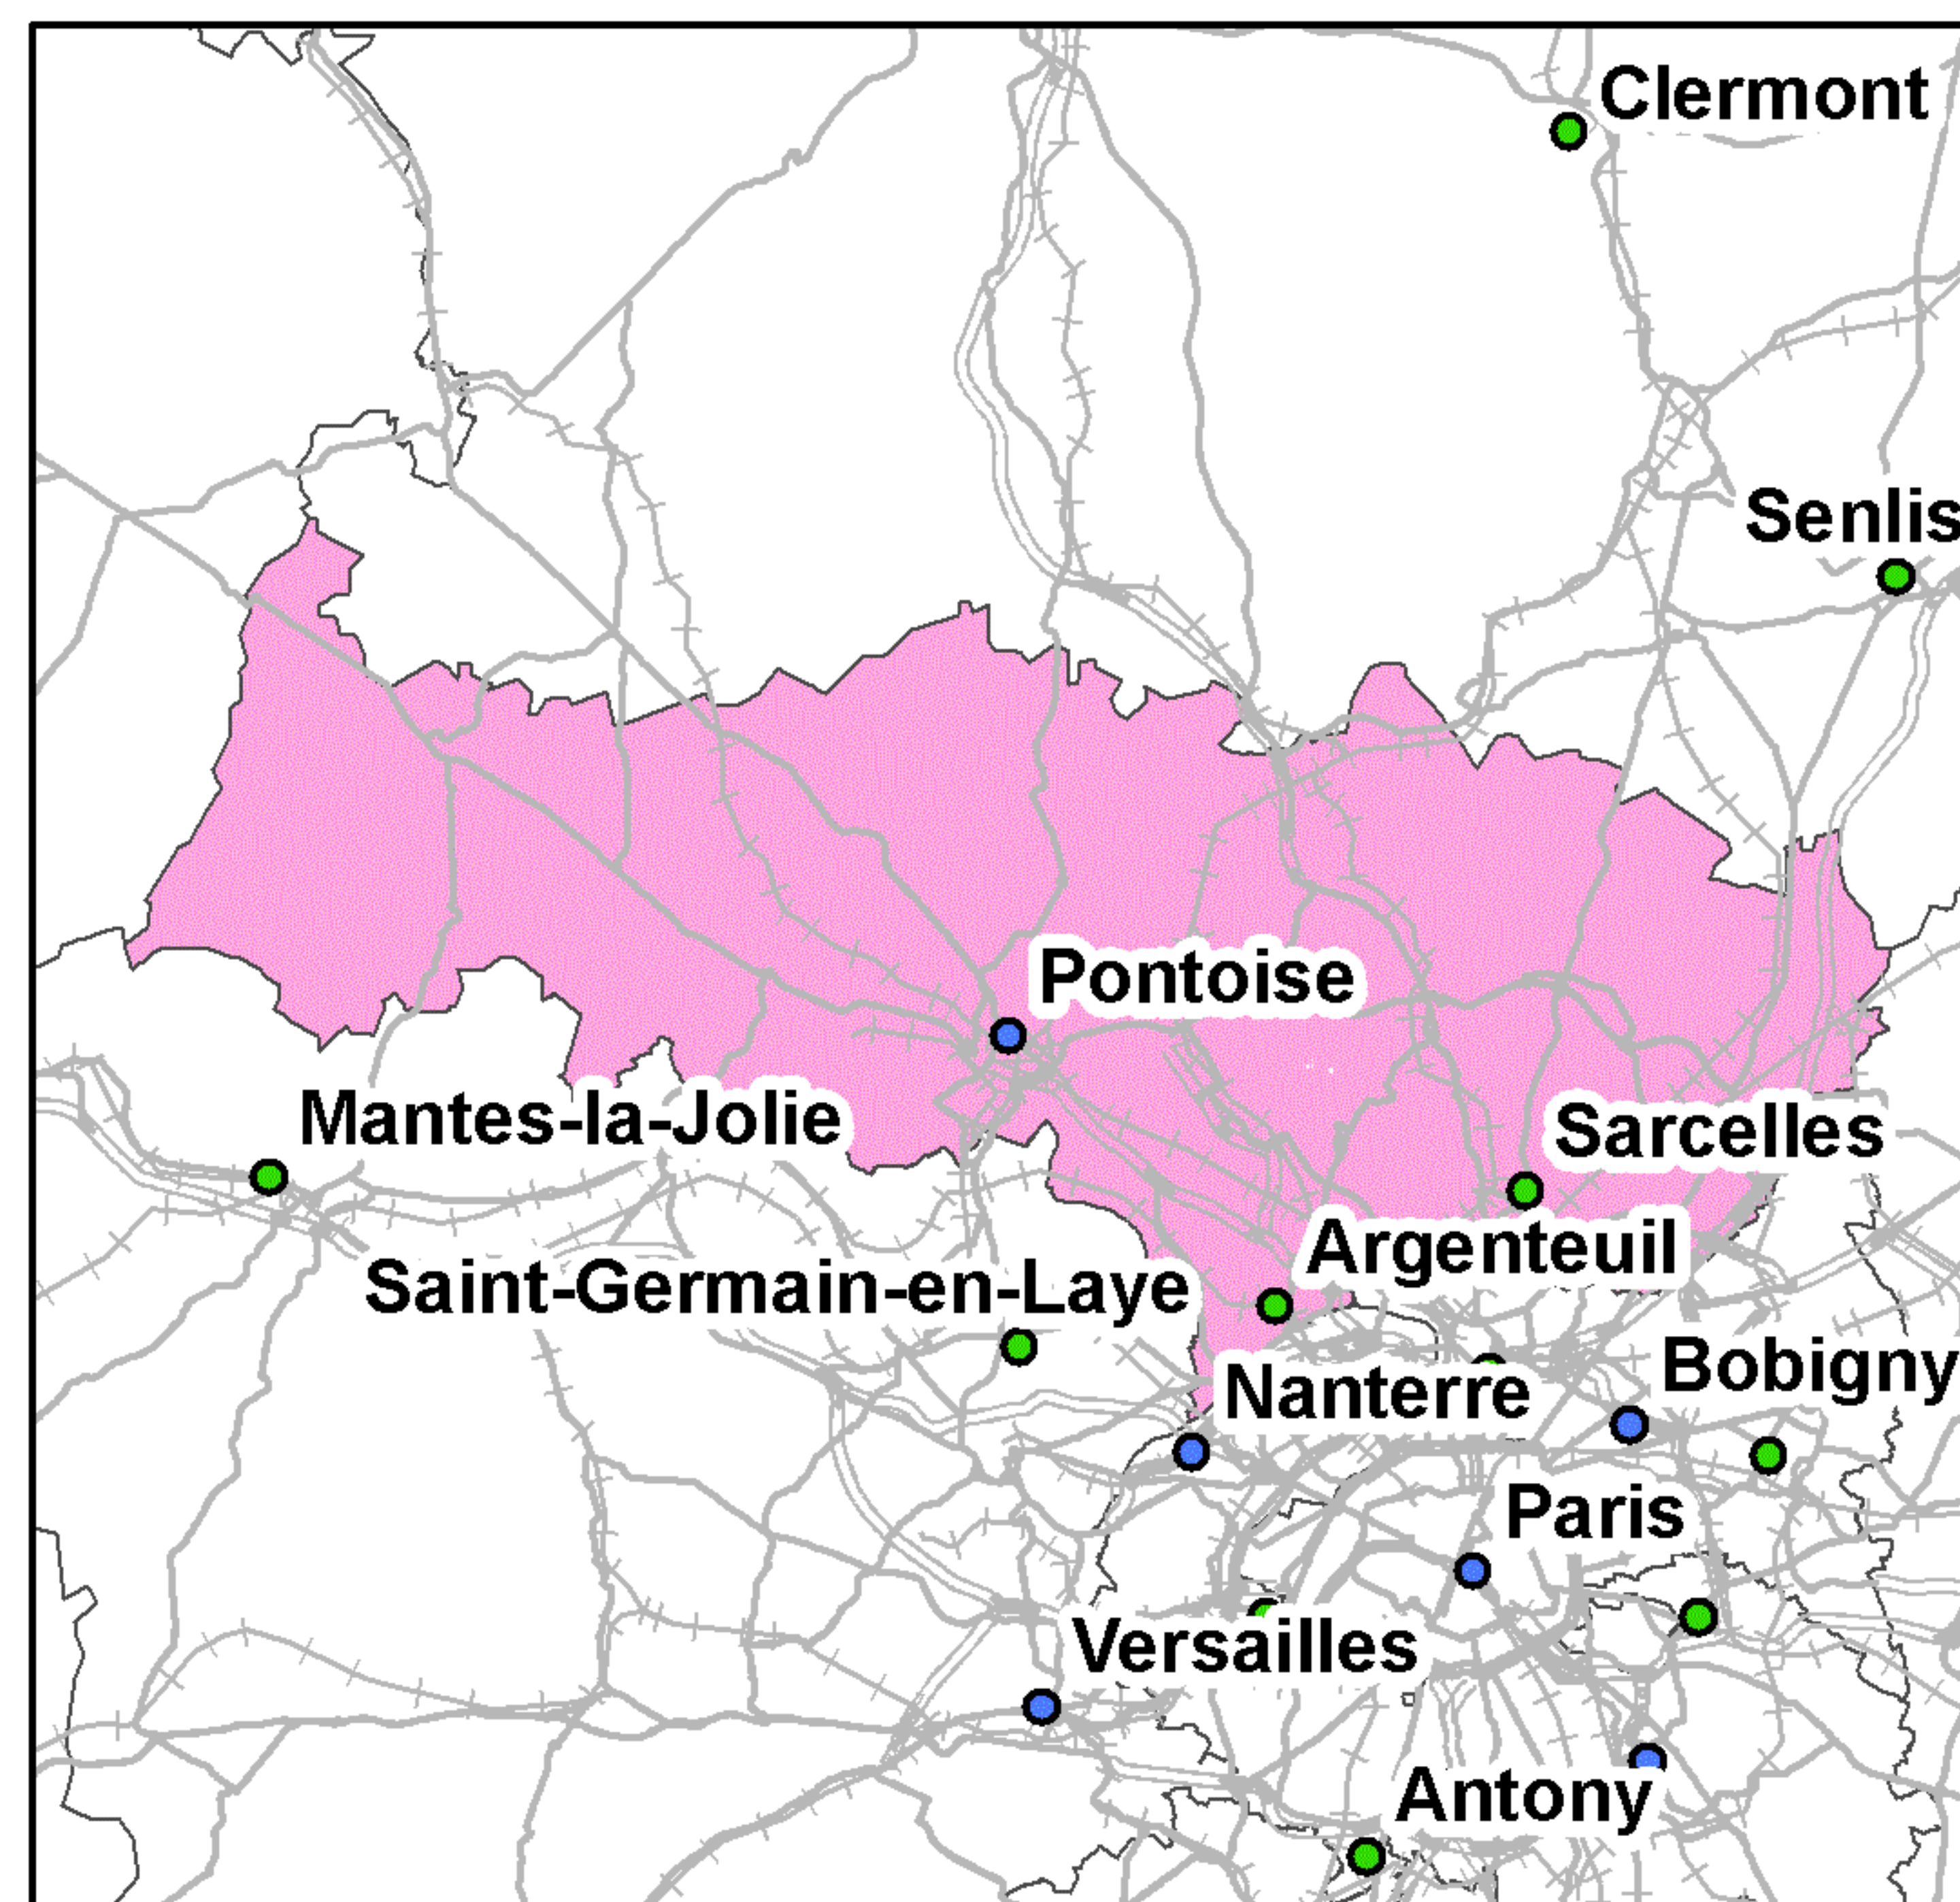 Clermont
Senlis
Pontoise
Mantes-la-Jolie
Sarcelles
Argenteuil
Saint-Germain-en-Laye
Nanterre
Bobigny
Paris
Versailles
Antony